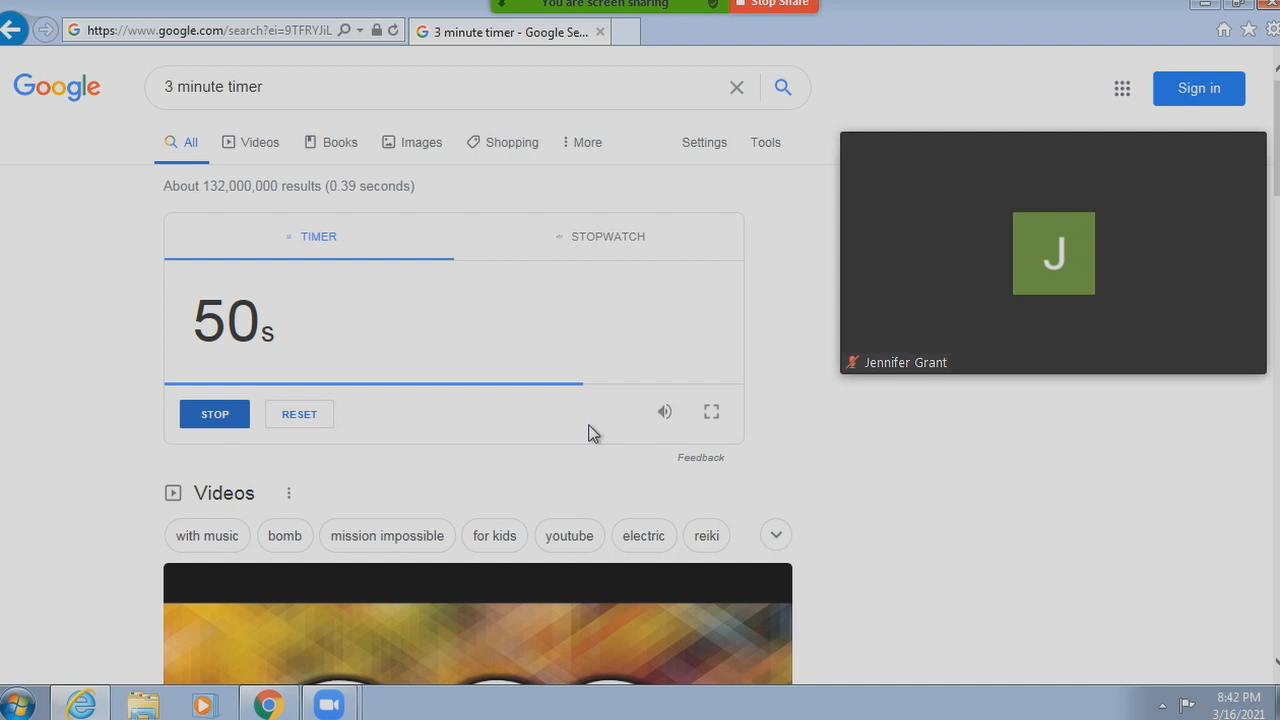 You are screen sharing
Stop Share
https://www.google.com/search?ei=9TFRYJiL
3 minute timer - Google Se...
Google
3 minute timer
Sign in
All
Videos
Books
Images
Shopping
More
Settings
Tools
About 132,000,000 results (0.39 seconds)
TIMER
STOPWATCH
50s
J
Jennifer Grant
STOP
RESET
Feedback
Videos
with music
bomb
mission impossible
for kids
youtube
electric
reiki
8:42 PM
3/16/2021